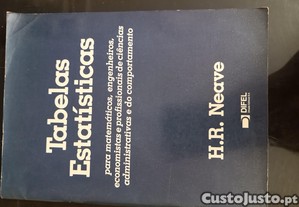 Tabelas
Estatísticas
para matemáticos, engenheiros,
economistas e profissionais de ciências
administrativas e do comportamento
H.R. Neave
DIFEL
CustoJusto.pt